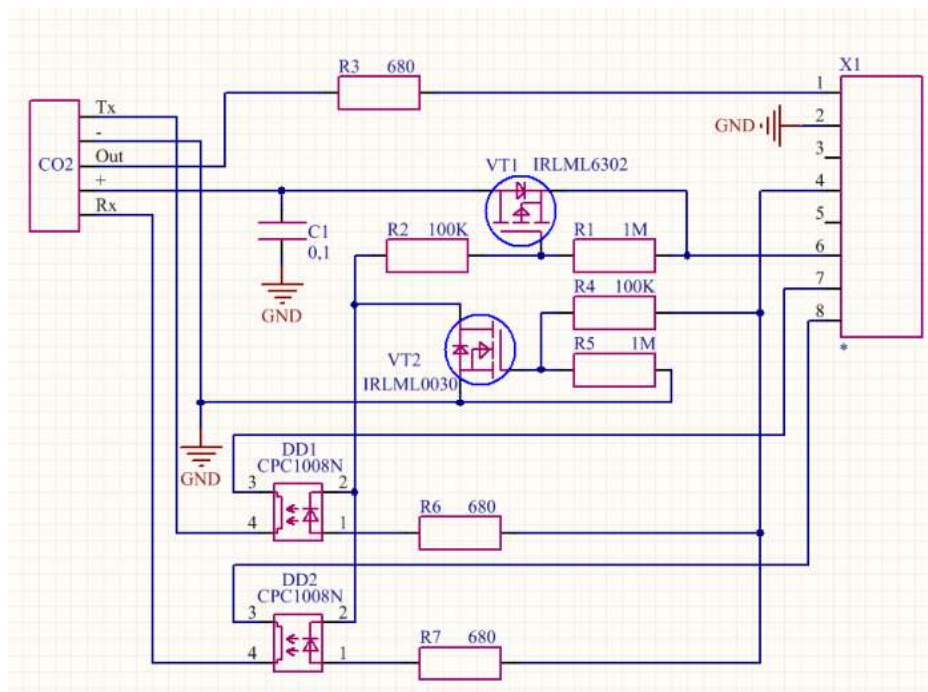 R3 680
X1
Tx
-
Out
CO2
+
Rx
1
2
3
4
5
6
7
8
*
GND
VT1 IRLML6302
C1
0,1
GND
R2 100K
R1 1M
R4 100K
R5 1M
VT2
IRLML0030
GND
DD1
CPC1008N
3
2
4
1
R6 680
DD2
CPC1008N
3
2
4
1
R7 680